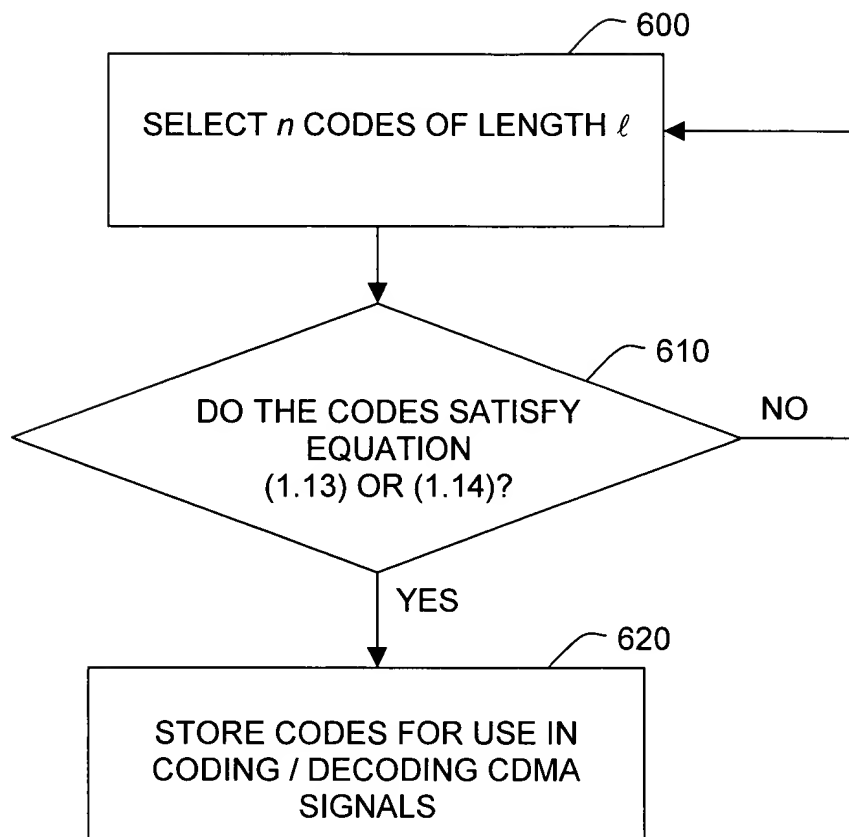 600
SELECT n CODES OF LENGTH ℓ
610
DO THE CODES SATISFY
EQUATION
(1.13) OR (1.14)?
NO
YES
620
STORE CODES FOR USE IN
CODING / DECODING CDMA
SIGNALS